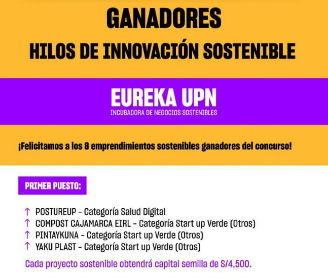 GANADORES
HILOS DE INNOVACIÓN SOSTENIBLE
EUREKA UPN
INCUBADORA DE NEGOCIOS SOSTENIBLES
¡Felicitamos a los 8 emprendimientos sostenibles ganadores del concurso!
PRIMER PUESTO:
↑ POSTUREUP - Categoría Salud Digital
↑ COMPOST CAJAMARCA EIRL - Categoría Start up Verde (Otros)
↑ PINTAYKUNA - Categoría Start up Verde (Otros)
↑ YAKU PLAST - Categoría Start up Verde (Otros)
Cada proyecto sostenible obtendrá capital semilla de S/4,500.